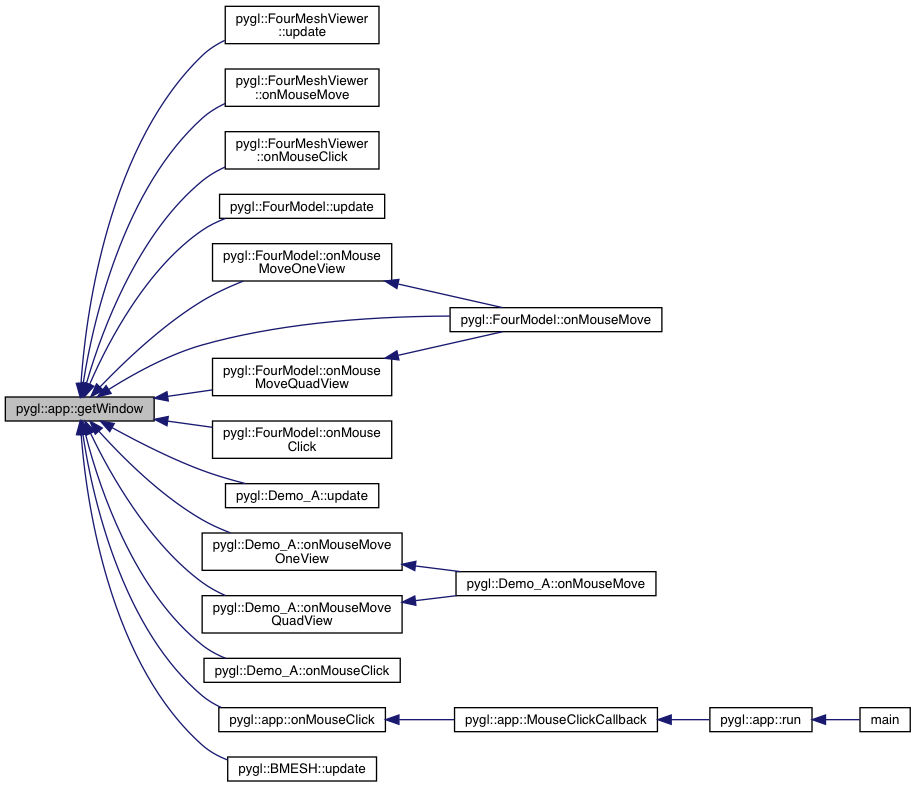 pygl::FourMeshViewer
::update
pygl::FourMeshViewer
::onMouseMove
pygl::FourMeshViewer
::onMouseClick
pygl::FourModel::update
pygl::FourModel::onMouse
MoveOneView
pygl::FourModel::onMouseMove
pygl::FourModel::onMouse
MoveQuadView
pygl::app::getWindow
pygl::FourModel::onMouse
Click
pygl::Demo_A::update
pygl::Demo_A::onMouseMove
OneView
pygl::Demo_A::onMouseMove
pygl::Demo_A::onMouseMove
QuadView
pygl::Demo_A::onMouseClick
pygl::app::onMouseClick
pygl::app::MouseClickCallback
pygl::app::run
main
pygl::BMESH::update